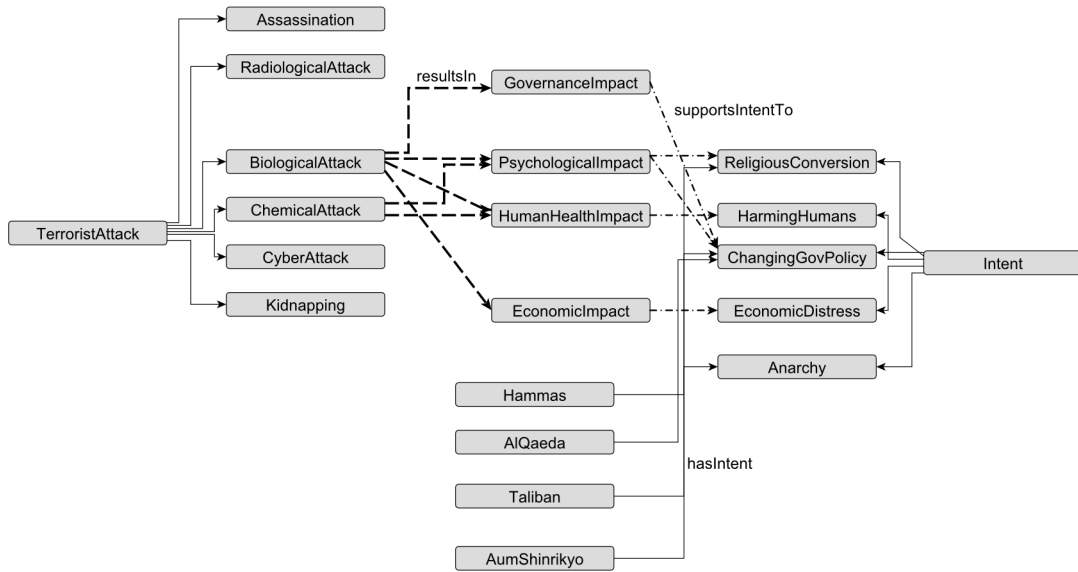 Assassination
RadiologicalAttack
resultsIn
GovernanceImpact
supportsIntentTo
BiologicalAttack
PsychologicalImpact
ReligiousConversion
ChemicalAttack
HumanHealthImpact
HarmingHumans
TerroristAttack
CyberAttack
ChangingGovPolicy
Intent
Kidnapping
EconomicImpact
EconomicDistress
Anarchy
Hammas
AlQaeda
hasIntent
Taliban
AumShinrikyo